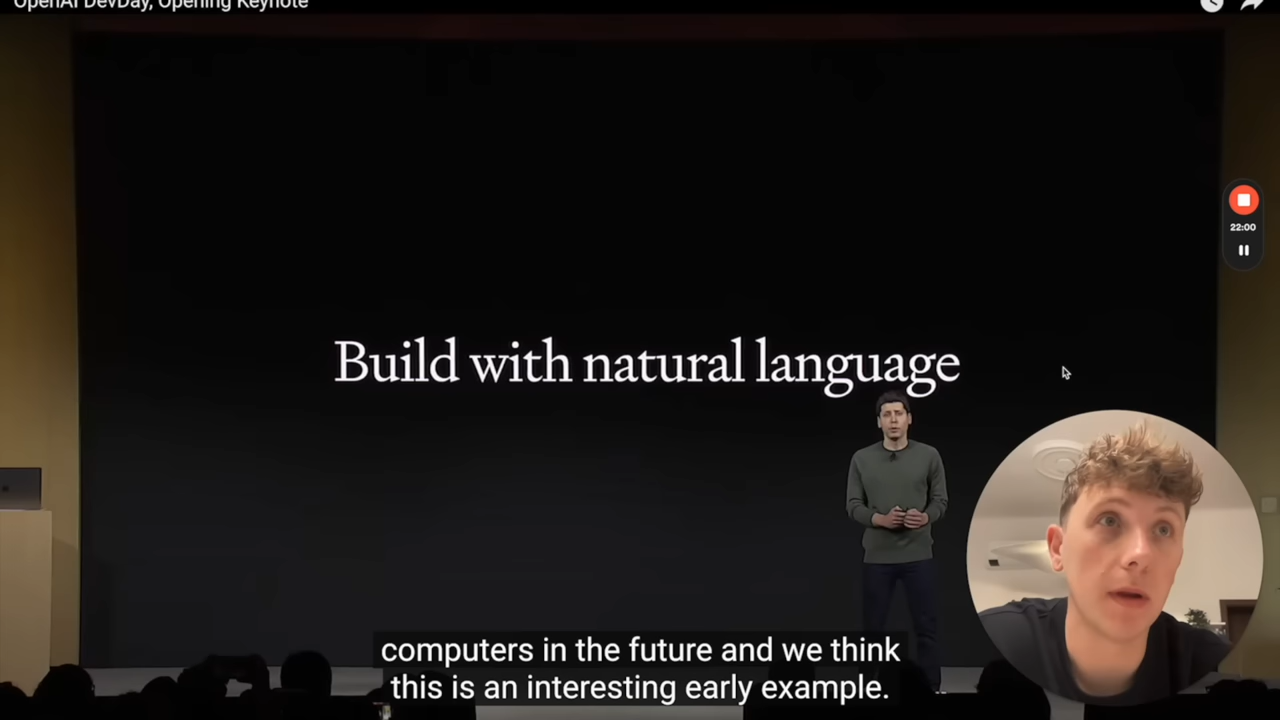 OpenAI DevDay, Opening Keynote
22:00
Build with natural language
computers in the future and we think
this is an interesting early example.